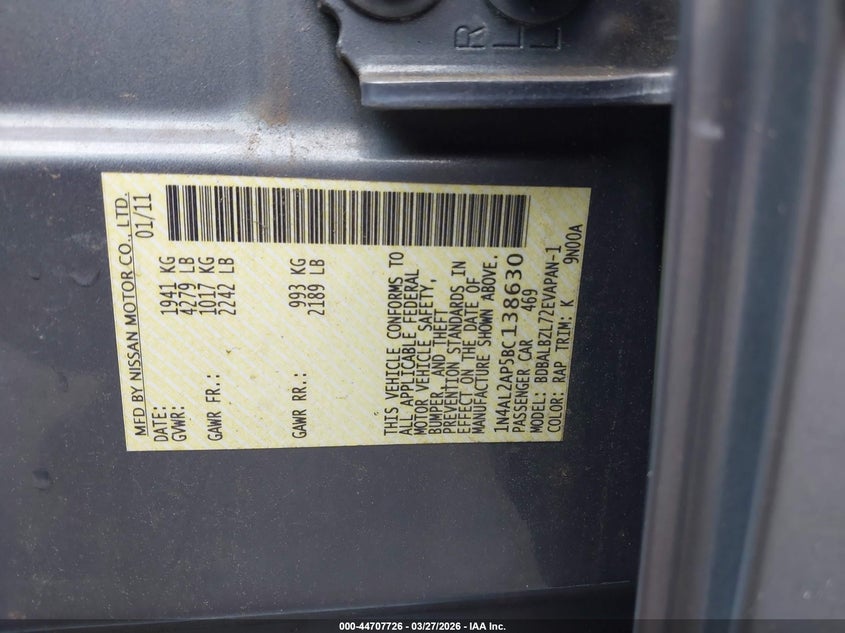 MFD BY NISSAN MOTOR CO., LTD.
DATE: 01/11
GVWR: 1941 KG
4279 LB
GAWR FR.: 1017 KG
2242 LB
GAWR RR.: 993 KG
2189 LB
THIS VEHICLE CONFORMS TO
ALL APPLICABLE FEDERAL
MOTOR VEHICLE SAFETY,
BUMPER, AND THEFT
PREVENTION STANDARDS IN
EFFECT ON THE DATE OF
MANUFACTURE SHOWN ABOVE.
1N4AL2AP5BC138630
PASSENGER CAR 469
MODEL: BDBALBZL72EVAPAN-1
COLOR: RAP TRIM: K 9N00A
R
L
L
000-44707726 - 03/27/2026 - IAA Inc.